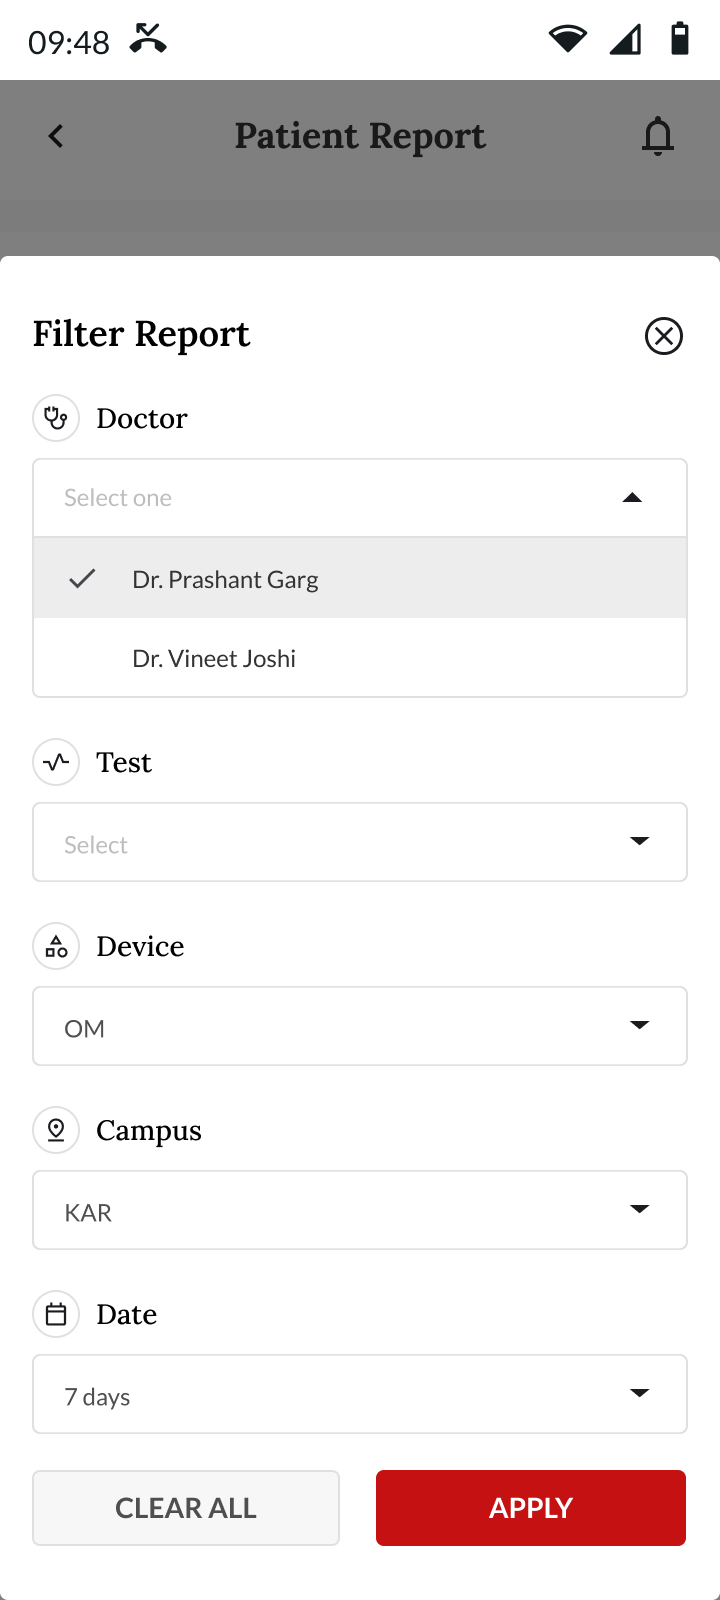 09:48
Patient Report
Filter Report
Doctor
Select one
Dr. Prashant Garg
Dr. Vineet Joshi
Test
Select
Device
OM
Campus
KAR
Date
7 days
CLEAR ALL
APPLY